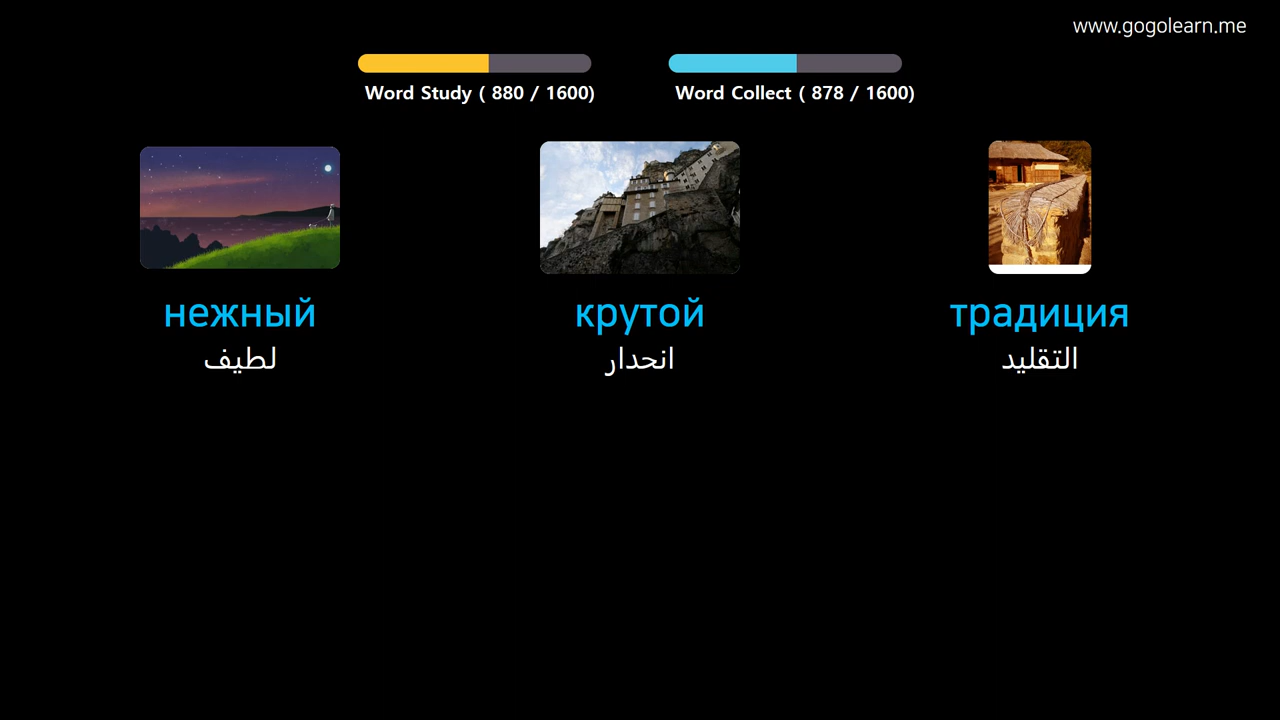 www.gogolearn.me
Word Study ( 880 / 1600)
Word Collect ( 878 / 1600)
нежный
لطيف
крутой
انحدار
традиция
التقليد